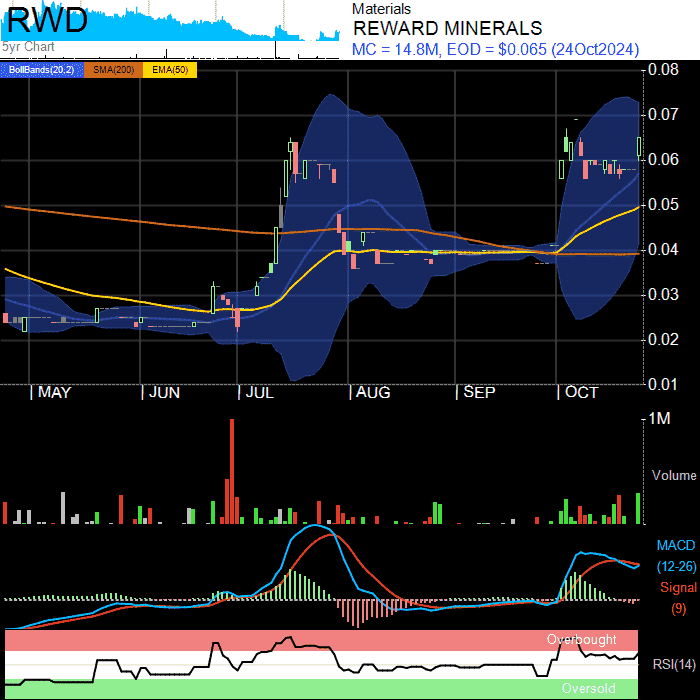 RWD
5yr Chart
Materials
REWARD MINERALS
MC = 14.8M, EOD = $0.065 (24Oct2024)
BollBands(20,2) SMA(200) EMA(50)
0.08
0.07
0.06
0.05
0.04
0.03
0.02
0.01
MAY JUN JUL AUG SEP OCT
1M
Volume
MACD
(12-26)
Signal
(9)
Overbought
RSI(14)
Oversold